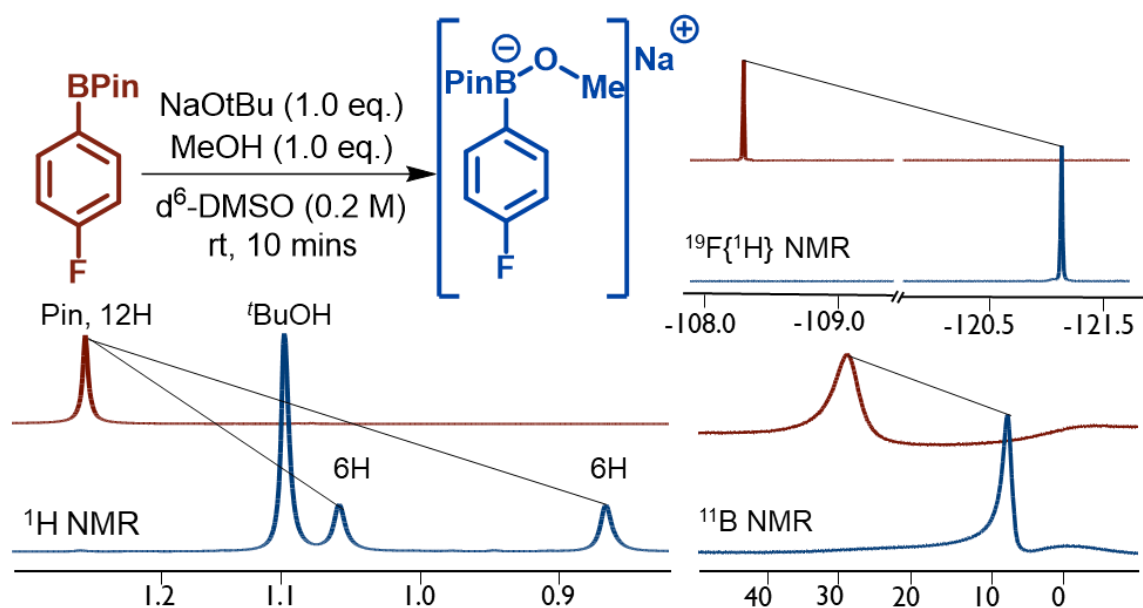 BPin
F
NaOtBu (1.0 eq.)
MeOH (1.0 eq.)
d⁶-DMSO (0.2 M)
rt, 10 mins
⊖
PinB
O
Me
F
Na
⊕
¹⁹F{¹H} NMR
-108.0 -109.0 -120.5 -121.5
Pin, 12H
ᵗBuOH
6H
6H
¹H NMR
1.2 1.1 1.0 0.9
¹¹B NMR
40 30 20 10 0